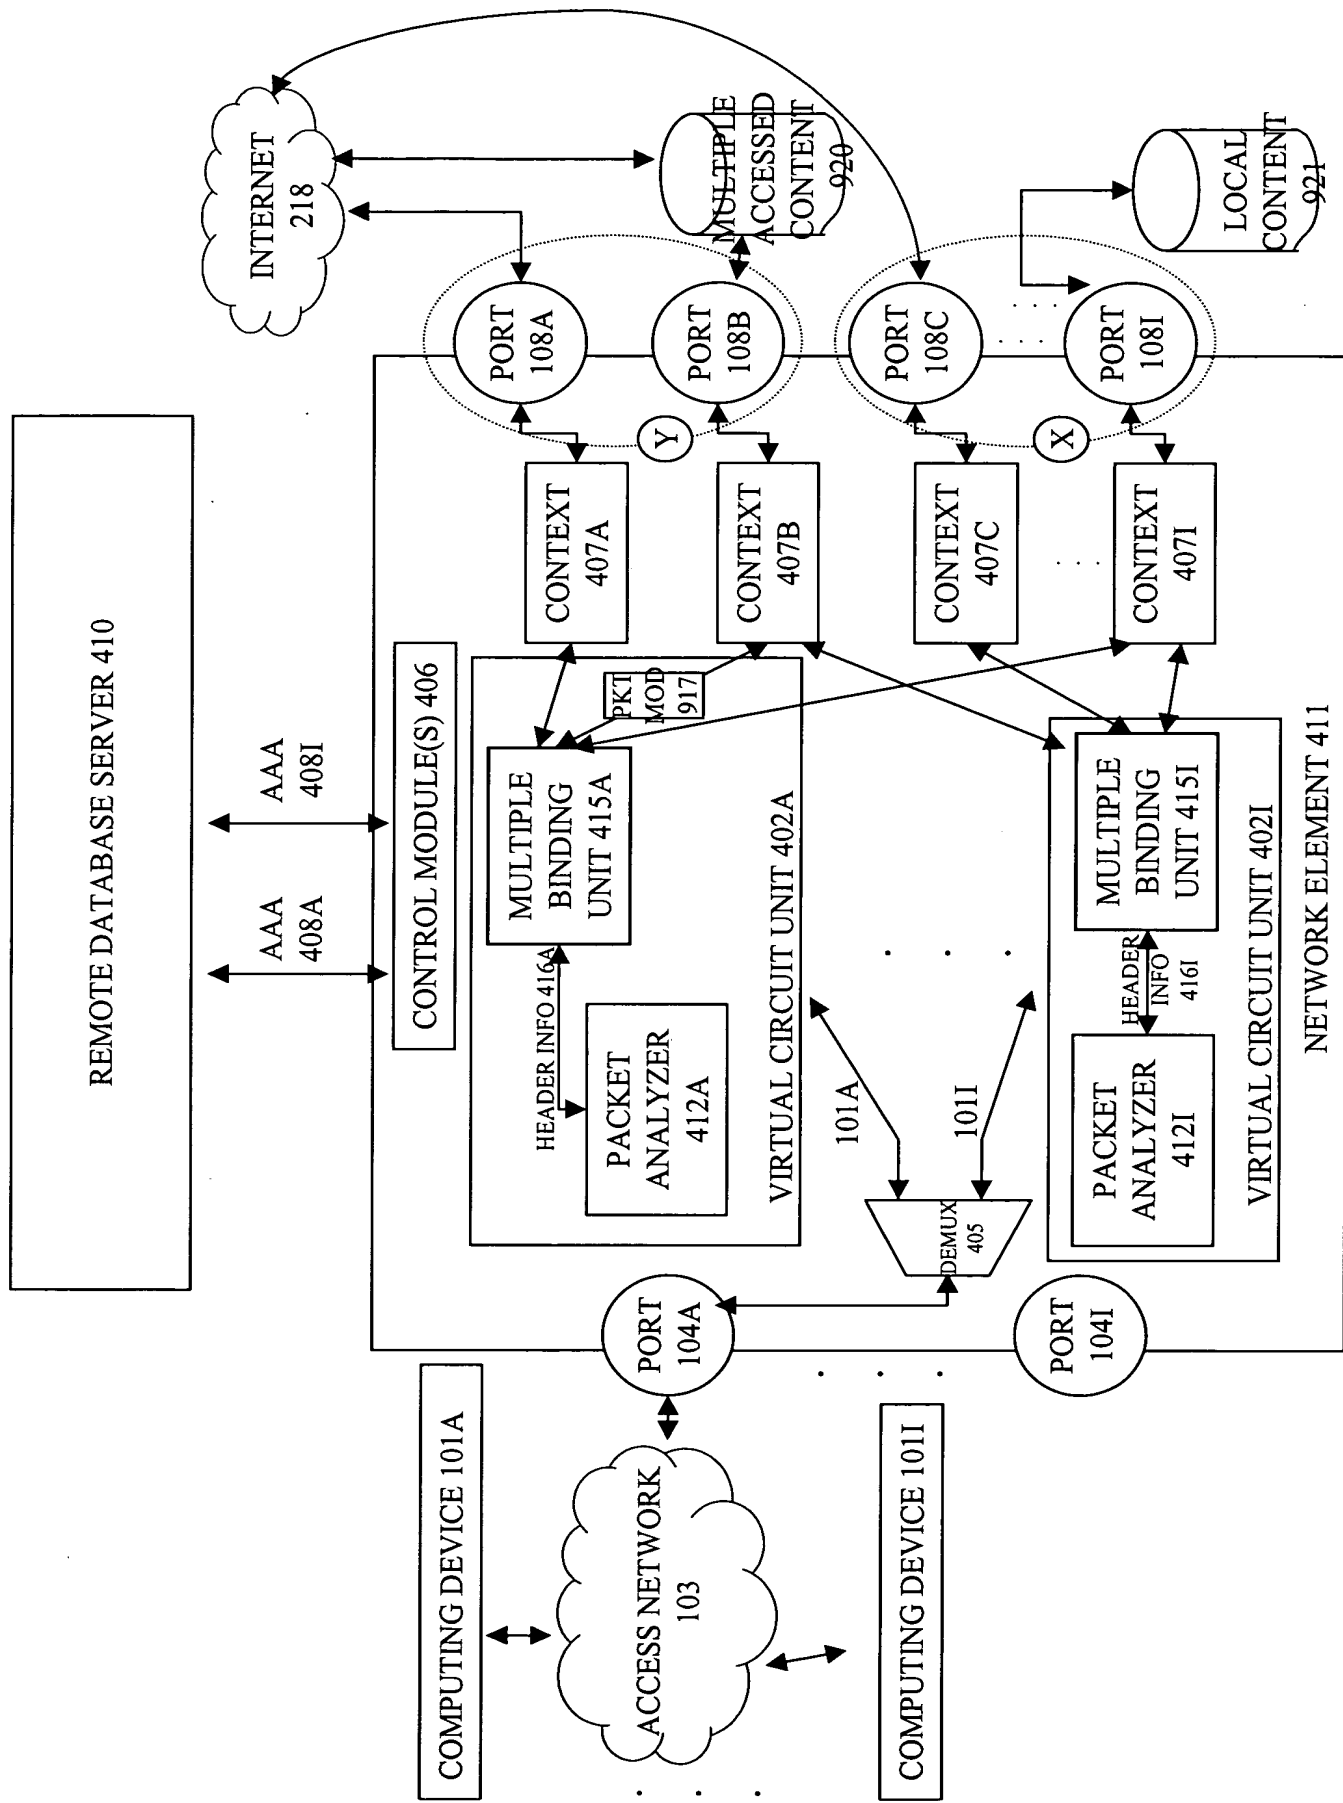 REMOTE DATABASE SERVER 410
AAA
408A
AAA
408I
CONTROL MODULE(S) 406
INTERNET
218
COMPUTING DEVICE 101A
ACCESS NETWORK
103
COMPUTING DEVICE 101I
PORT
104A
PORT
104I
DEMUX
405
101A
101I
HEADER INFO 416A
PACKET
ANALYZER
412A
MULTIPLE
BINDING
UNIT 415A
PKT
MOD
917
VIRTUAL CIRCUIT UNIT 402A
PACKET
ANALYZER
412I
HEADER
INFO
416I
MULTIPLE
BINDING
UNIT 415I
VIRTUAL CIRCUIT UNIT 402I
NETWORK ELEMENT 411
CONTEXT
407A
CONTEXT
407B
CONTEXT
407C
CONTEXT
407I
Y
X
PORT
108A
PORT
108B
PORT
108C
PORT
108I
MULTIPLE
ACCESSED
CONTENT
920
LOCAL
CONTENT
921